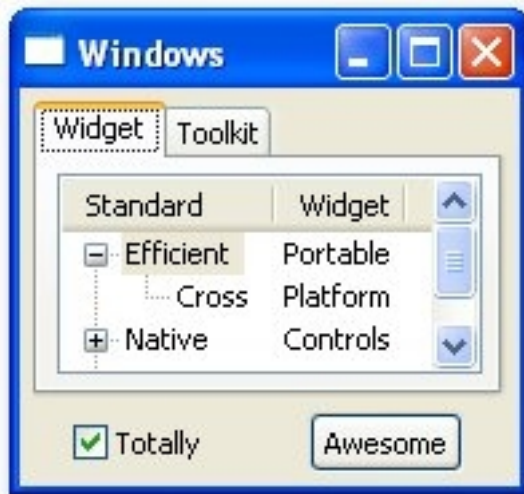 Windows
Widget Toolkit
Standard Widget
Efficient Portable
Cross Platform
Native Controls
Totally Awesome